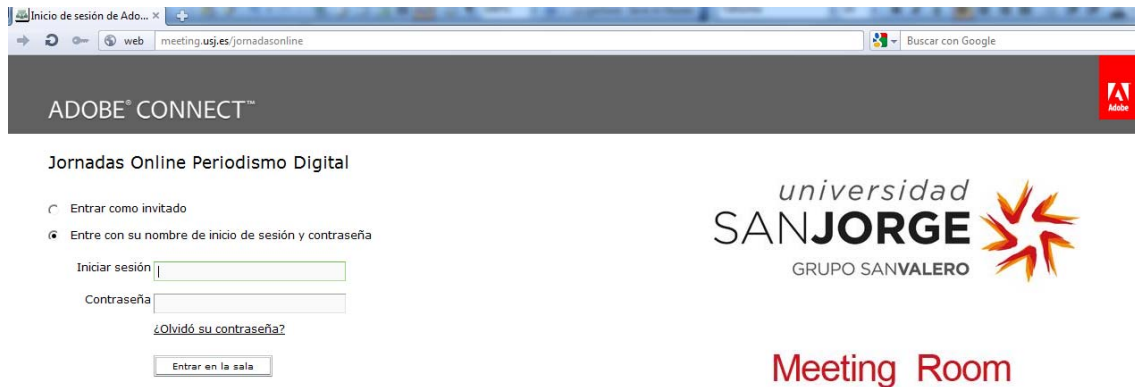 Inicio de sesión de Ado... ×
web meeting.usj.es/jornadasonline Buscar con Google
ADOBE® CONNECT™
Adobe
Jornadas Online Periodismo Digital
Entrar como invitado
Entre con su nombre de inicio de sesión y contraseña
Iniciar sesión
Contraseña
¿Olvidó su contraseña?
Entrar en la sala
universidad
SANJORGE
GRUPO SANVALERO
Meeting Room